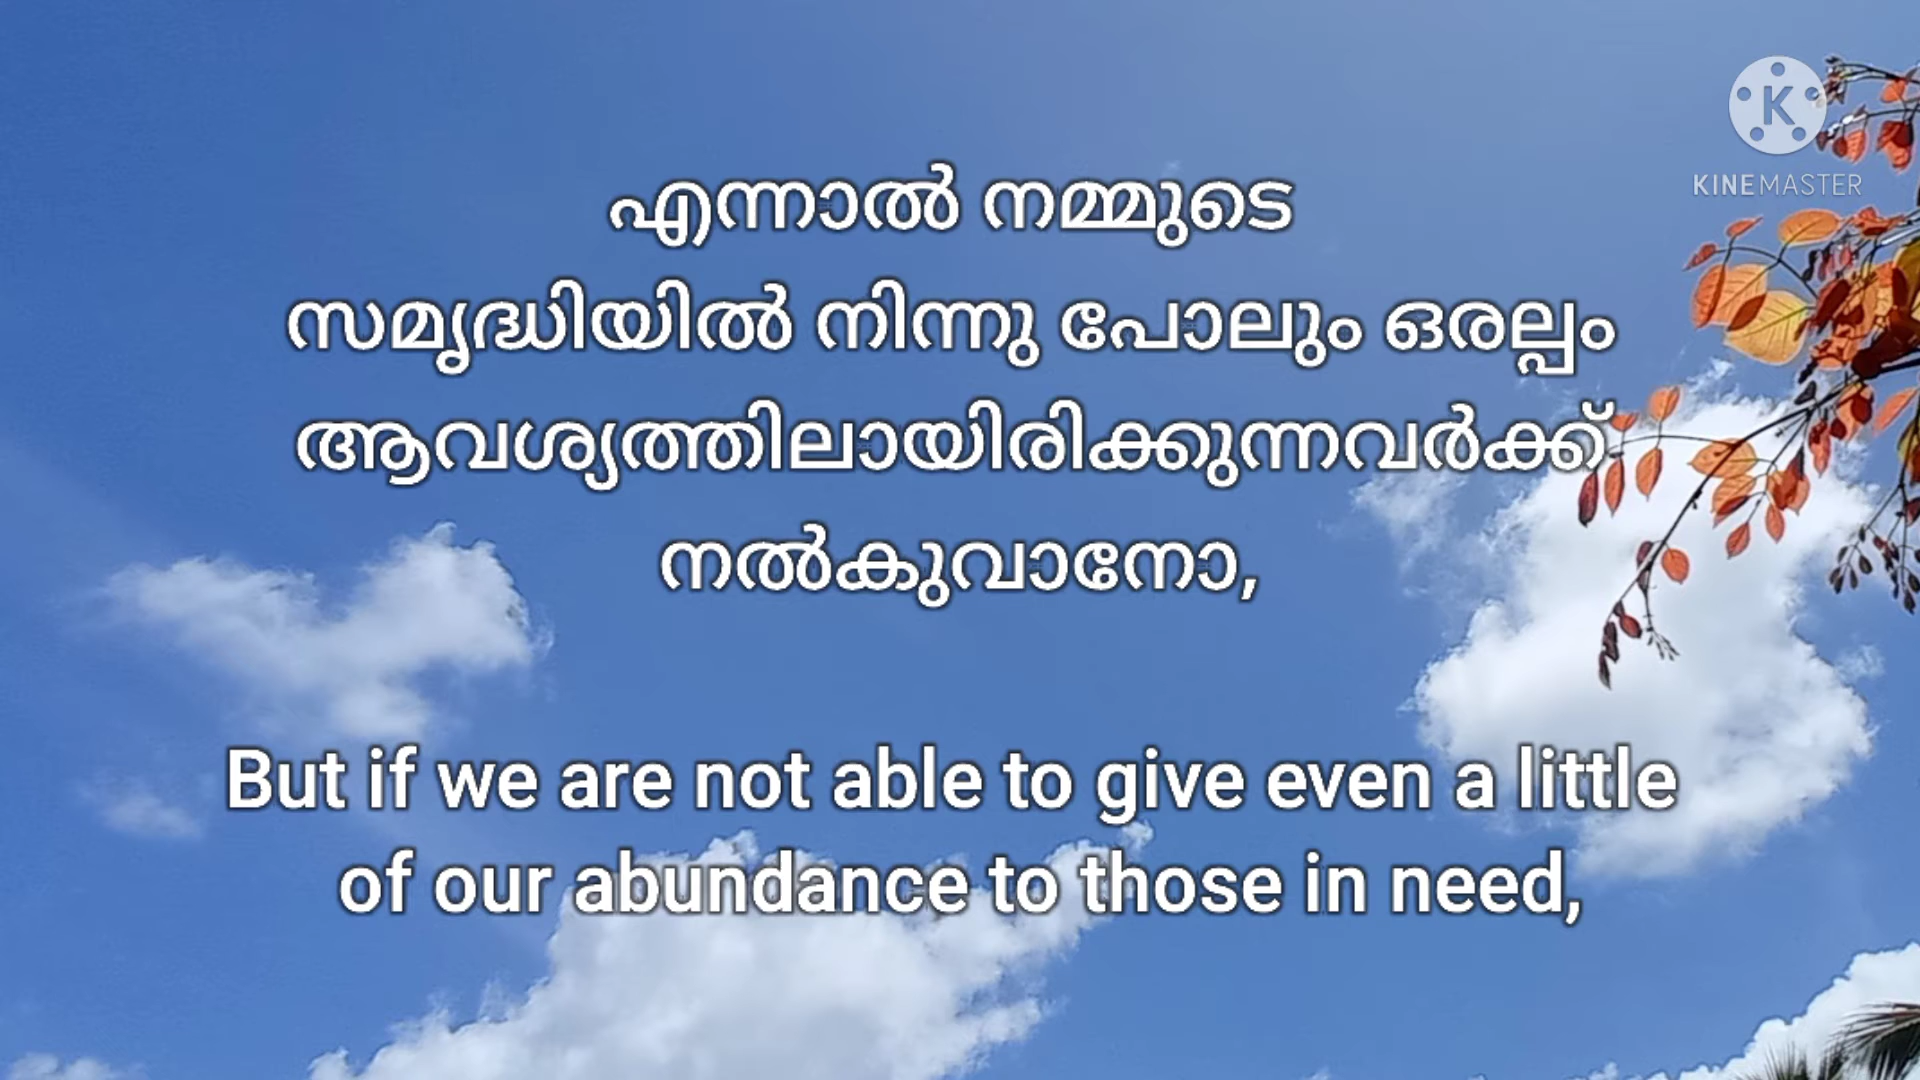 KINEMASTER
എന്നാൽ നമ്മുടെ
സമൃദ്ധിയിൽ നിന്നു പോലും ഒരല്പം
ആവശ്യത്തിലായിരിക്കുന്നവർക്ക്
നൽകുവാനോ,
But if we are not able to give even a little
of our abundance to those in need,